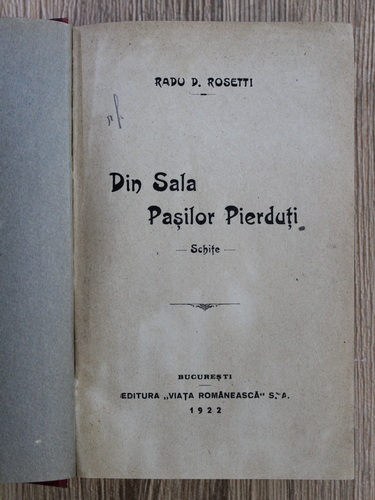 RADU D. ROSETTI
Din Sala
Pașilor Pierduți
— Schițe —
BUCUREȘTI
EDITURA „VIAȚA ROMÂNEASCĂ" S. A.
1922